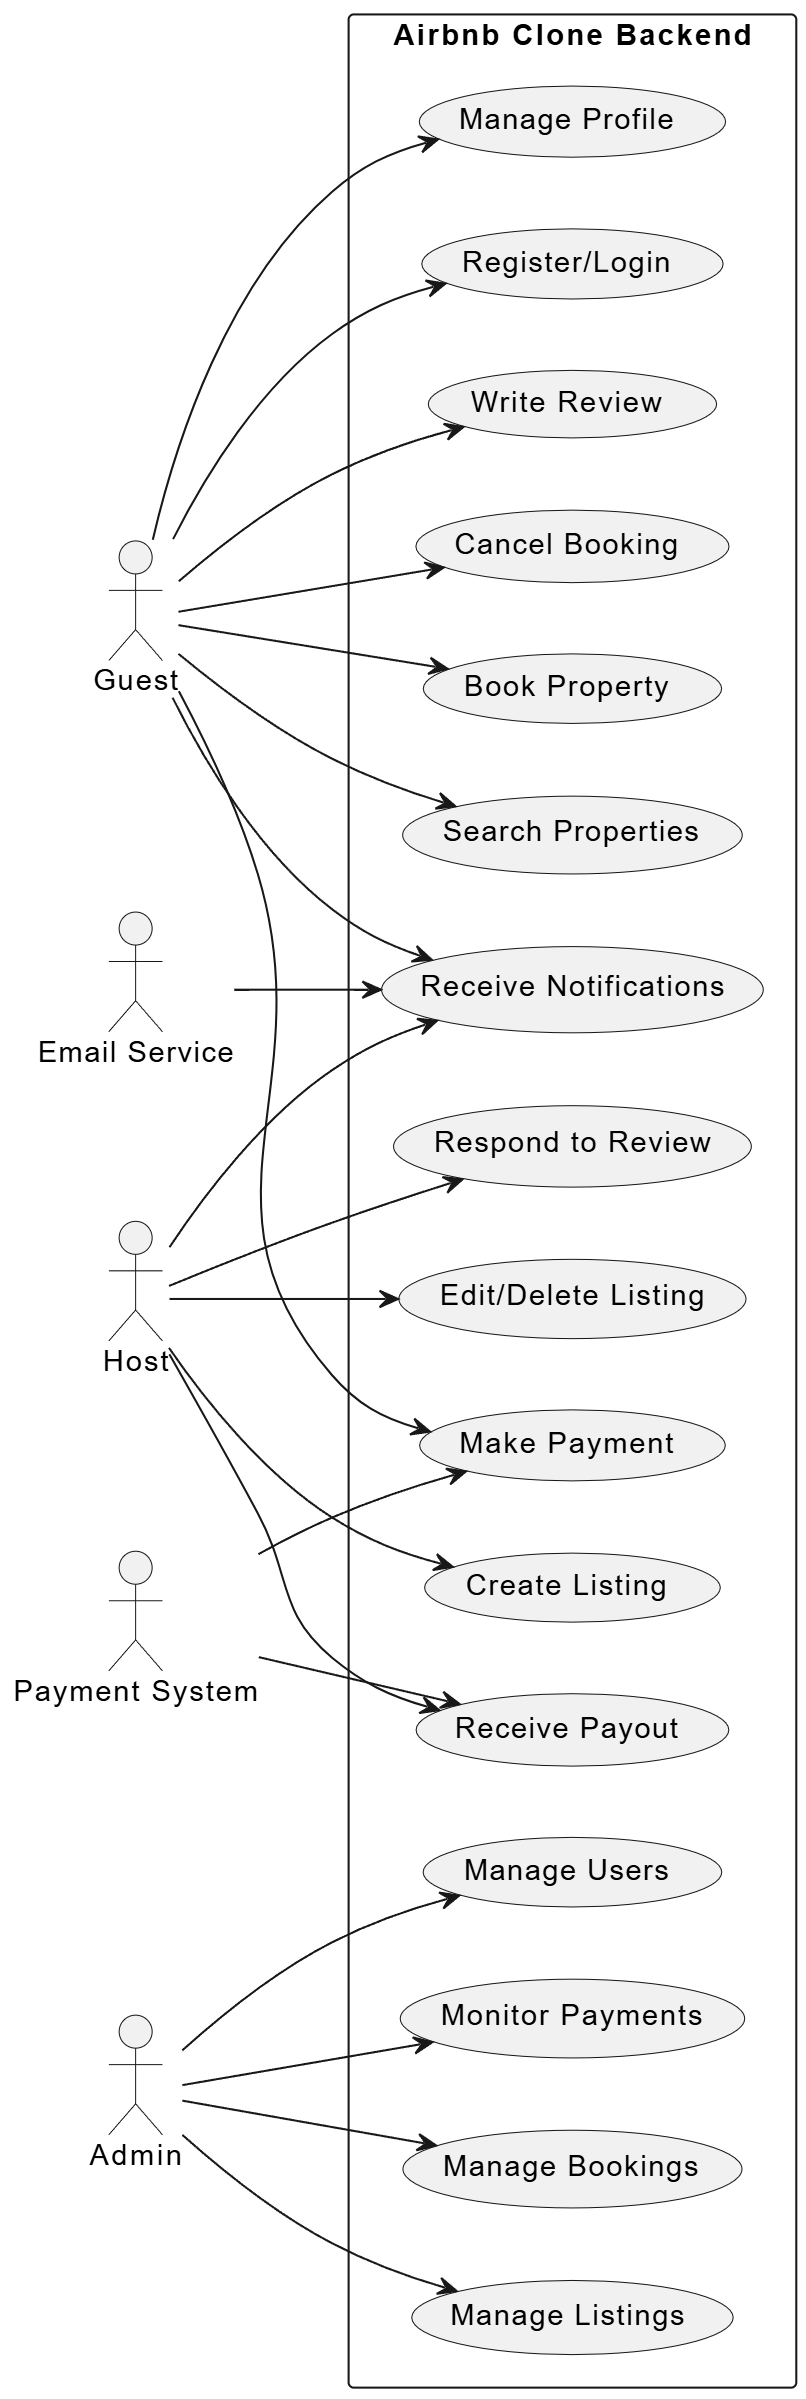 Airbnb Clone Backend
Manage Profile
Register/Login
Write Review
Cancel Booking
Guest
Book Property
Search Properties
Receive Notifications
Email Service
Respond to Review
Edit/Delete Listing
Host
Make Payment
Create Listing
Payment System
Receive Payout
Manage Users
Monitor Payments
Admin
Manage Bookings
Manage Listings